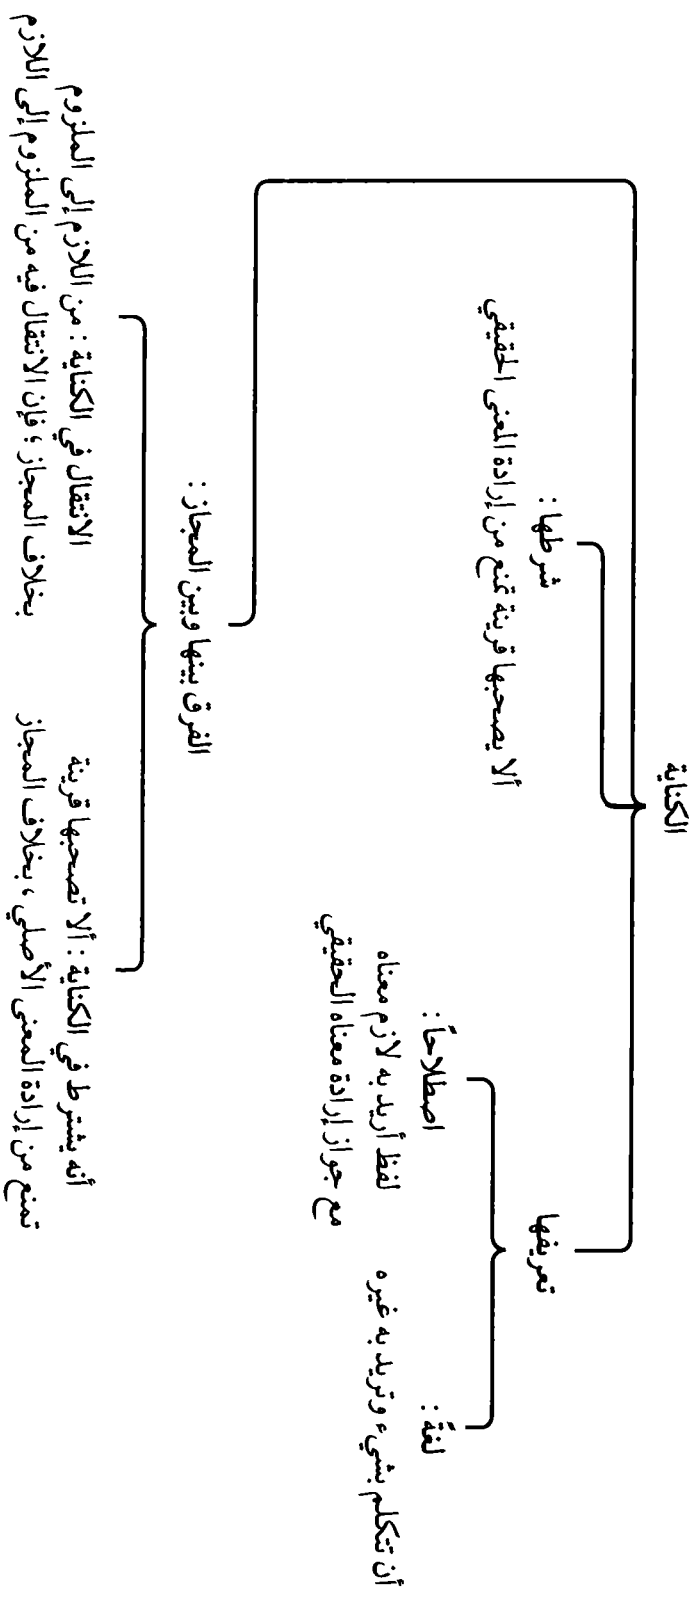 الكناية
تعريفها
لغةً :
أن تتكلم بشيء وتريد به غيره
اصطلاحاً :
لفظ أريد به لازم معناه
مع جواز إرادة معناه الحقيقي
شرطها :
ألا يصحبها قرينة تمنع من إرادة المعنى الحقيقي
الفرق بينها وبين المجاز :
أنه يشترط في الكناية : ألا تصحبها قرينة
تمنع من إرادة المعنى الأصلي ، بخلاف المجاز
الانتقال في الكناية : من اللازم إلى الملزوم
بخلاف المجاز ؛ فإن الانتقال فيه من الملزوم إلى اللازم